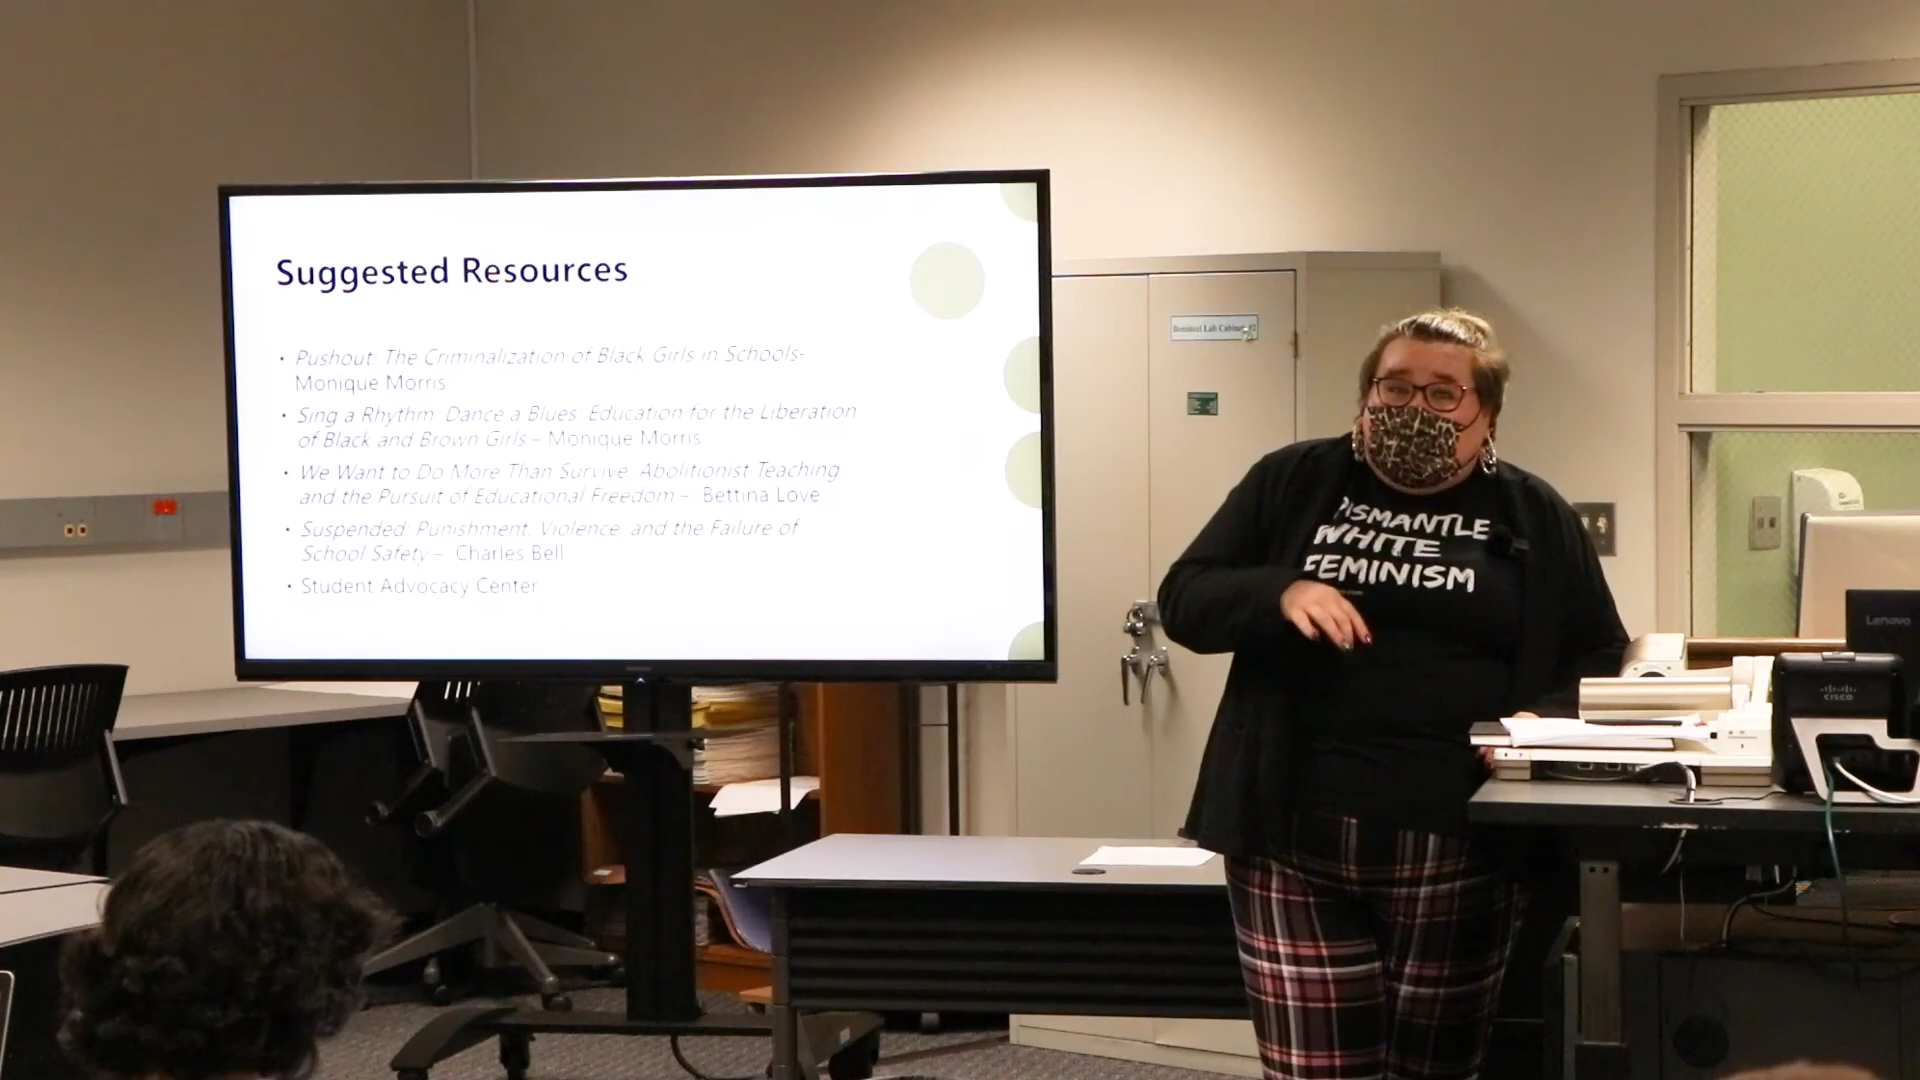 Suggested Resources
• Pushout: The Criminalization of Black Girls in Schools-
Monique Morris
• Sing a Rhythm, Dance a Blues: Education for the Liberation
of Black and Brown Girls – Monique Morris
• We Want to Do More Than Survive: Abolitionist Teaching
and the Pursuit of Educational Freedom – Bettina Love
• Suspended: Punishment, Violence, and the Failure of
School Safety – Charles Bell
• Student Advocacy Center
Lab Cabinet #2
DISMANTLE
WHITE
FEMINISM
Lenovo
CISCO